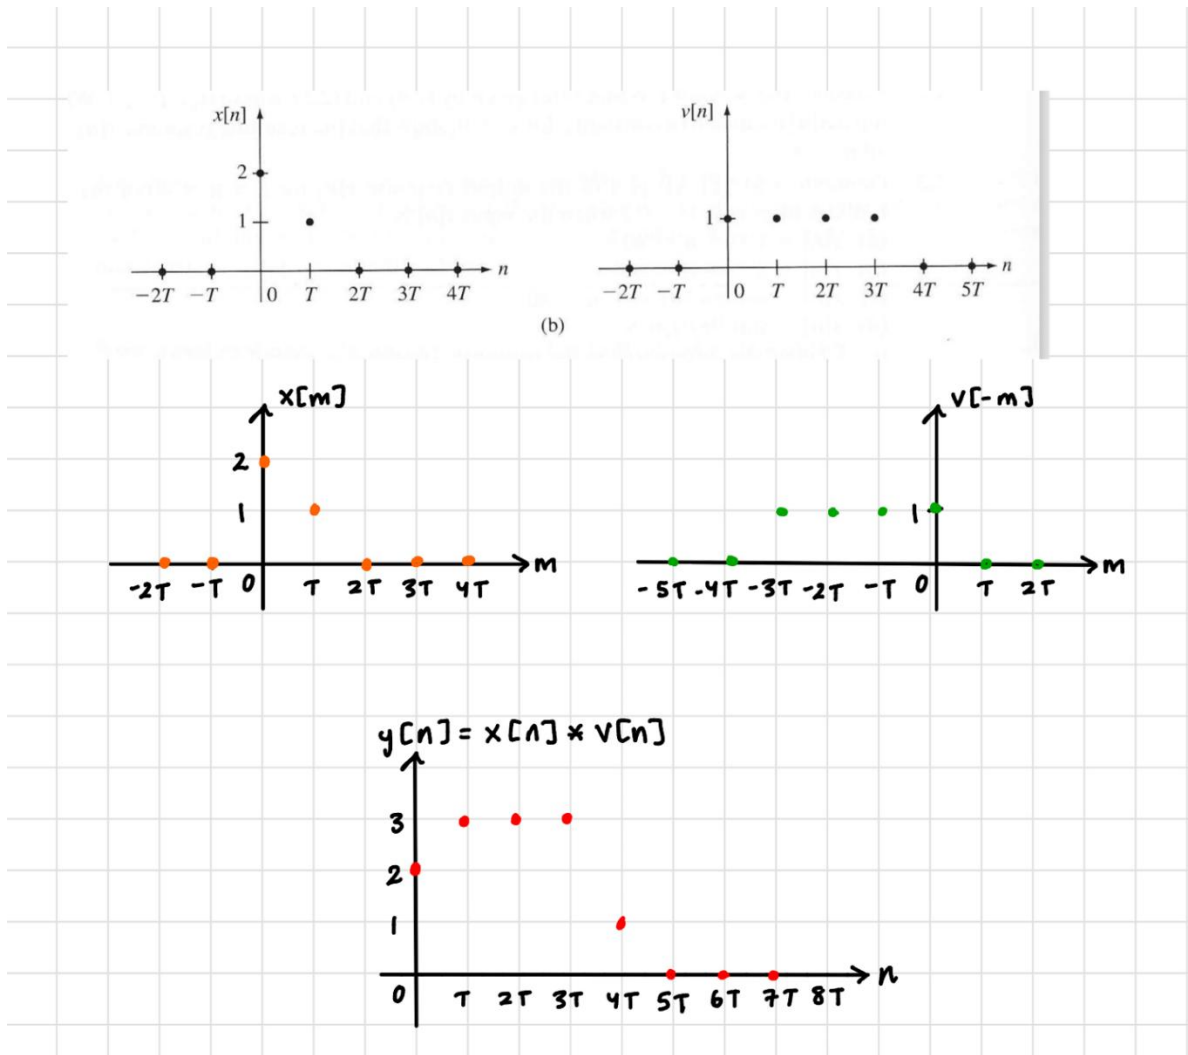 x[n]
2
1
−2T −T 0 T 2T 3T 4T n
v[n]
1
−2T −T 0 T 2T 3T 4T 5T n
(b)
x[m]
2
1
-2T -T 0 T 2T 3T 4T m
v[-m]
1
-5T -4T -3T -2T -T 0 T 2T m
y[n] = x[n] * v[n]
3
2
1
0 T 2T 3T 4T 5T 6T 7T 8T n